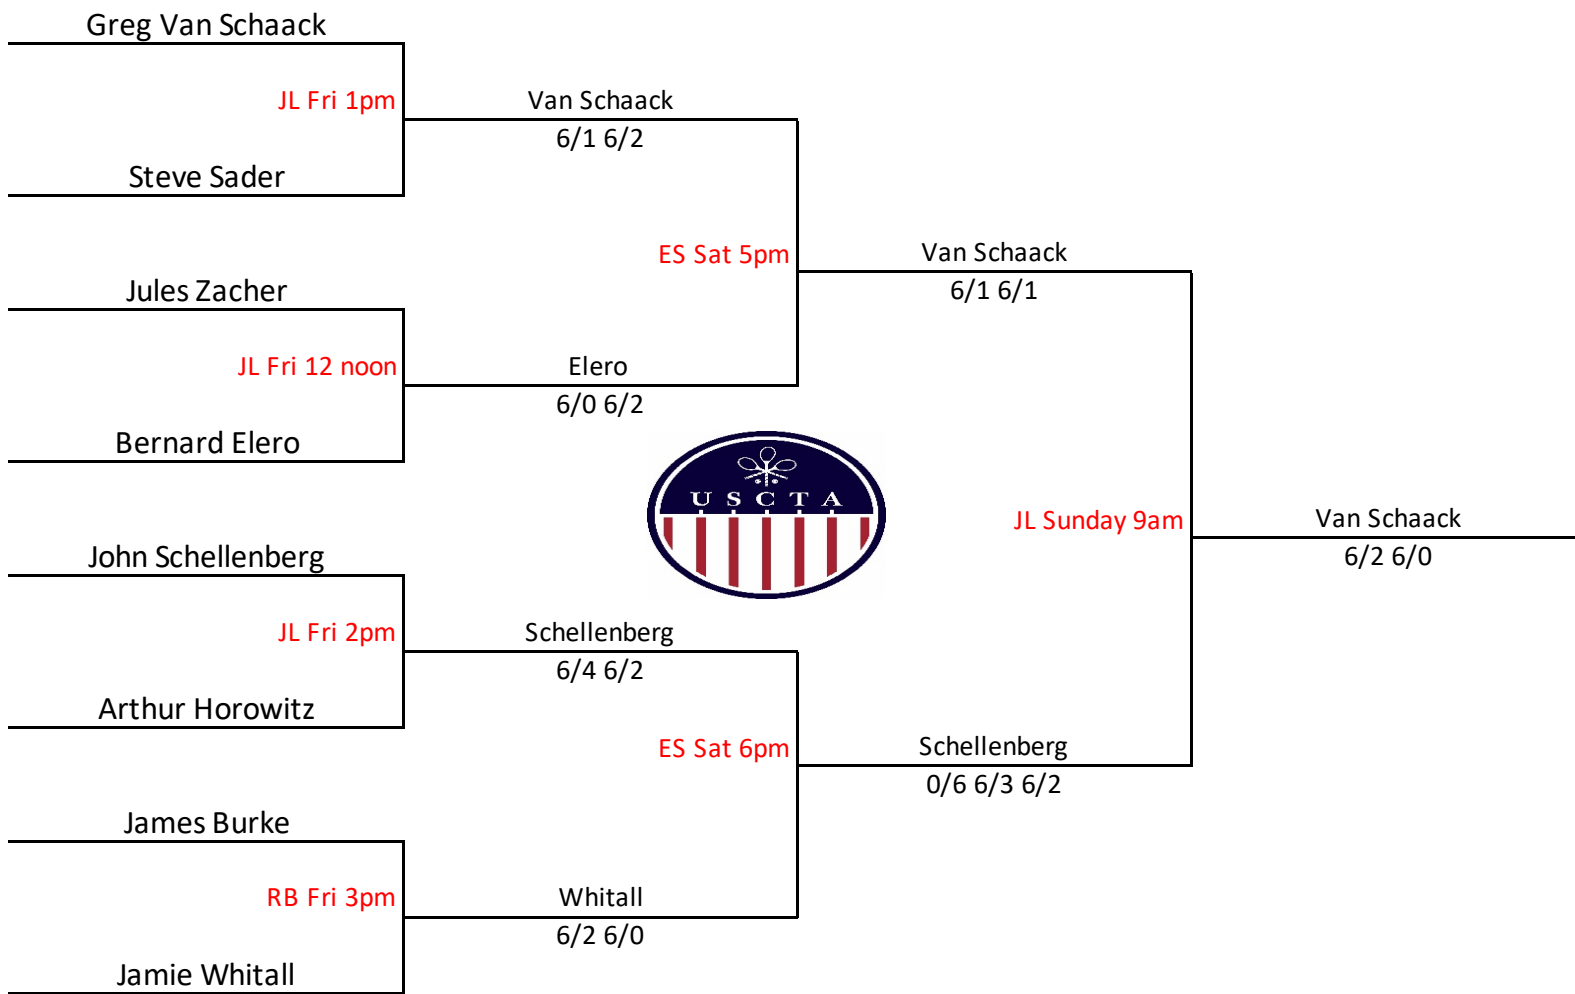 Greg Van Schaack
JL Fri 1pm
Van Schaack
6/1 6/2
Steve Sader
ES Sat 5pm
Van Schaack
6/1 6/1
Jules Zacher
JL Fri 12 noon
Elero
6/0 6/2
Bernard Elero
USCTA
JL Sunday 9am
Van Schaack
6/2 6/0
John Schellenberg
JL Fri 2pm
Schellenberg
6/4 6/2
Arthur Horowitz
ES Sat 6pm
Schellenberg
0/6 6/3 6/2
James Burke
RB Fri 3pm
Whitall
6/2 6/0
Jamie Whitall